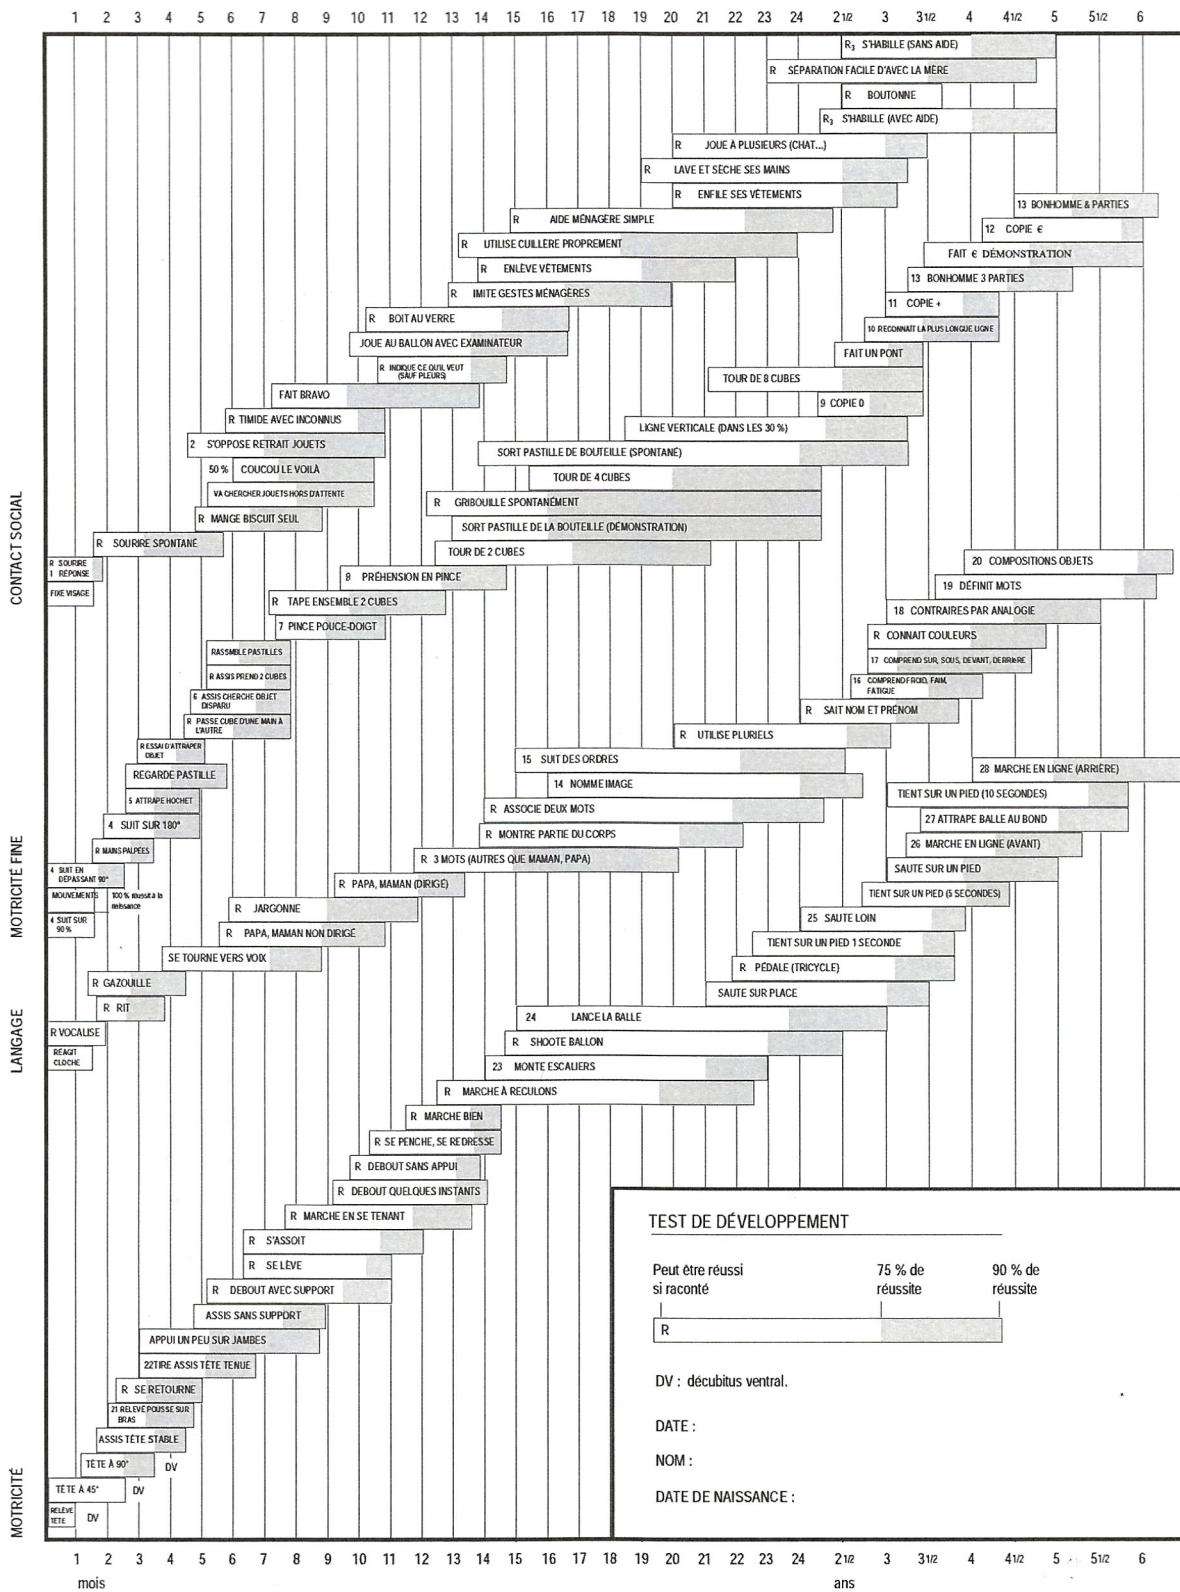 1 2 3 4 5 6 7 8 9 10 11 12 13 14 15 16 17 18 19 20 21 22 23 24 2 1/2 3 3 1/2 4 4 1/2 5 5 1/2 6
R3 S'HABILLE (SANS AIDE)
R SÉPARATION FACILE D'AVEC LA MÈRE
R BOUTONNE
R3 S'HABILLE (AVEC AIDE)
R JOUE À PLUSIEURS (CHAT...)
R LAVE ET SÈCHE SES MAINS
R ENFILE SES VÊTEMENTS
13 BONHOMME & PARTIES
R AIDE MÉNAGÈRE SIMPLE
12 COPIE €
R UTILISE CUILLERE PROPREMENT
FAIT € DÉMONSTRATION
R ENLÈVE VÊTEMENTS
13 BONHOMME 3 PARTIES
R IMITE GESTES MÉNAGÈRES
11 COPIE +
R BOIT AU VERRE
10 RECONNAÎT LA PLUS LONGUE LIGNE
JOUE AU BALLON AVEC EXAMINATEUR
FAIT UN PONT
R INDIQUE CE QU'IL VEUT
(SAUF PLEURS)
TOUR DE 8 CUBES
FAIT BRAVO
9 COPIE 0
R TIMIDE AVEC INCONNUS
LIGNE VERTICALE (DANS LES 30 %)
2 S'OPPOSE RETRAIT JOUETS
SORT PASTILLE DE BOUTEILLE (SPONTANÉ)
50 % COUCOU LE VOILÀ
TOUR DE 4 CUBES
VA CHERCHER JOUETS HORS D'ATTENTE
R GRIBOUILLE SPONTANÉMENT
R MANGE BISCUIT SEUL
SORT PASTILLE DE LA BOUTEILLE (DÉMONSTRATION)
CONTACT SOCIAL
R SOURIRE SPONTANÉ
TOUR DE 2 CUBES
R SOURIRE
1 RÉPONSE
20 COMPOSITIONS OBJETS
8 PRÉHENSION EN PINCE
FIXE VISAGE
19 DÉFINIT MOTS
R TAPE ENSEMBLE 2 CUBES
18 CONTRAIRES PAR ANALOGIE
7 PINCE POUCE-DOIGT
R CONNAIT COULEURS
RASSMBLE PASTILLES
17 COMPREND SUR, SOUS, DEVANT, DERRIÈRE
R ASSIS PREND 2 CUBES
16 COMPREND FROID, FAIM,
FATIGUE
6 ASSIS CHERCHE OBJET
DISPARU
R SAIT NOM ET PRÉNOM
R PASSE CUBE D'UNE MAIN À
L'AUTRE
R UTILISE PLURIELS
R ESSAI D'ATTRAPER
OBJET
15 SUIT DES ORDRES
REGARDE PASTILLE
28 MARCHE EN LIGNE (ARRIÈRE)
14 NOMME IMAGE
5 ATTRAPE HOCHET
TIENT SUR UN PIED (10 SEGONDES)
R ASSOCIE DEUX MOTS
4 SUIT SUR 180°
27 ATTRAPE BALLE AU BOND
R MONTRE PARTIE DU CORPS
MOTRICITÉ FINE
R MAINS PALPÉES
26 MARCHE EN LIGNE (AVANT)
R 3 MOTS (AUTRES QUE MAMAN, PAPA)
4 SUIT EN
DÉPASSANT 90°
SAUTE SUR UN PIED
R PAPA, MAMAN (DIRIGÉ)
MOUVEMENTS
100 % réussit à la
naissance
TIENT SUR UN PIED (5 SECONDES)
R JARGONNE
4 SUIT SUR
90 %
25 SAUTE LOIN
R PAPA, MAMAN NON DIRIGÉ
TIENT SUR UN PIED 1 SECONDE
SE TOURNE VERS VOIX
R PÉDALE (TRICYCLE)
R GAZOUILLE
SAUTE SUR PLACE
R RIT
24 LANCE LA BALLE
LANGAGE
R VOCALISE
R SHOOTE BALLON
RÉAGIT
CLOCHE
23 MONTE ESCALIERS
R MARCHE À RECULONS
R MARCHE BIEN
R SE PENCHE, SE REDRESSE
R DEBOUT SANS APPUI
R DEBOUT QUELQUES INSTANTS
R MARCHE EN SE TENANT
R S'ASSOIT
R SE LÈVE
R DEBOUT AVEC SUPPORT
ASSIS SANS SUPPORT
APPUI UN PEU SUR JAMBES
22TIRE ASSIS TÊTE TENUE
R SE RETOURNE
21 RELEVÉ POUSSE SUR
BRAS
ASSIS TÊTE STABLE
TÊTE À 90° DV
TÊTE À 45° DV
RELÈVE
TÊTE
DV
MOTRICITÉ
TEST DE DÉVELOPPEMENT
Peut être réussi
si raconté
75 % de
réussite
90 % de
réussite
R
DV : décubitus ventral.
DATE :
NOM :
DATE DE NAISSANCE :
1 2 3 4 5 6 7 8 9 10 11 12 13 14 15 16 17 18 19 20 21 22 23 24 2 1/2 3 3 1/2 4 4 1/2 5 5 1/2 6
mois
ans